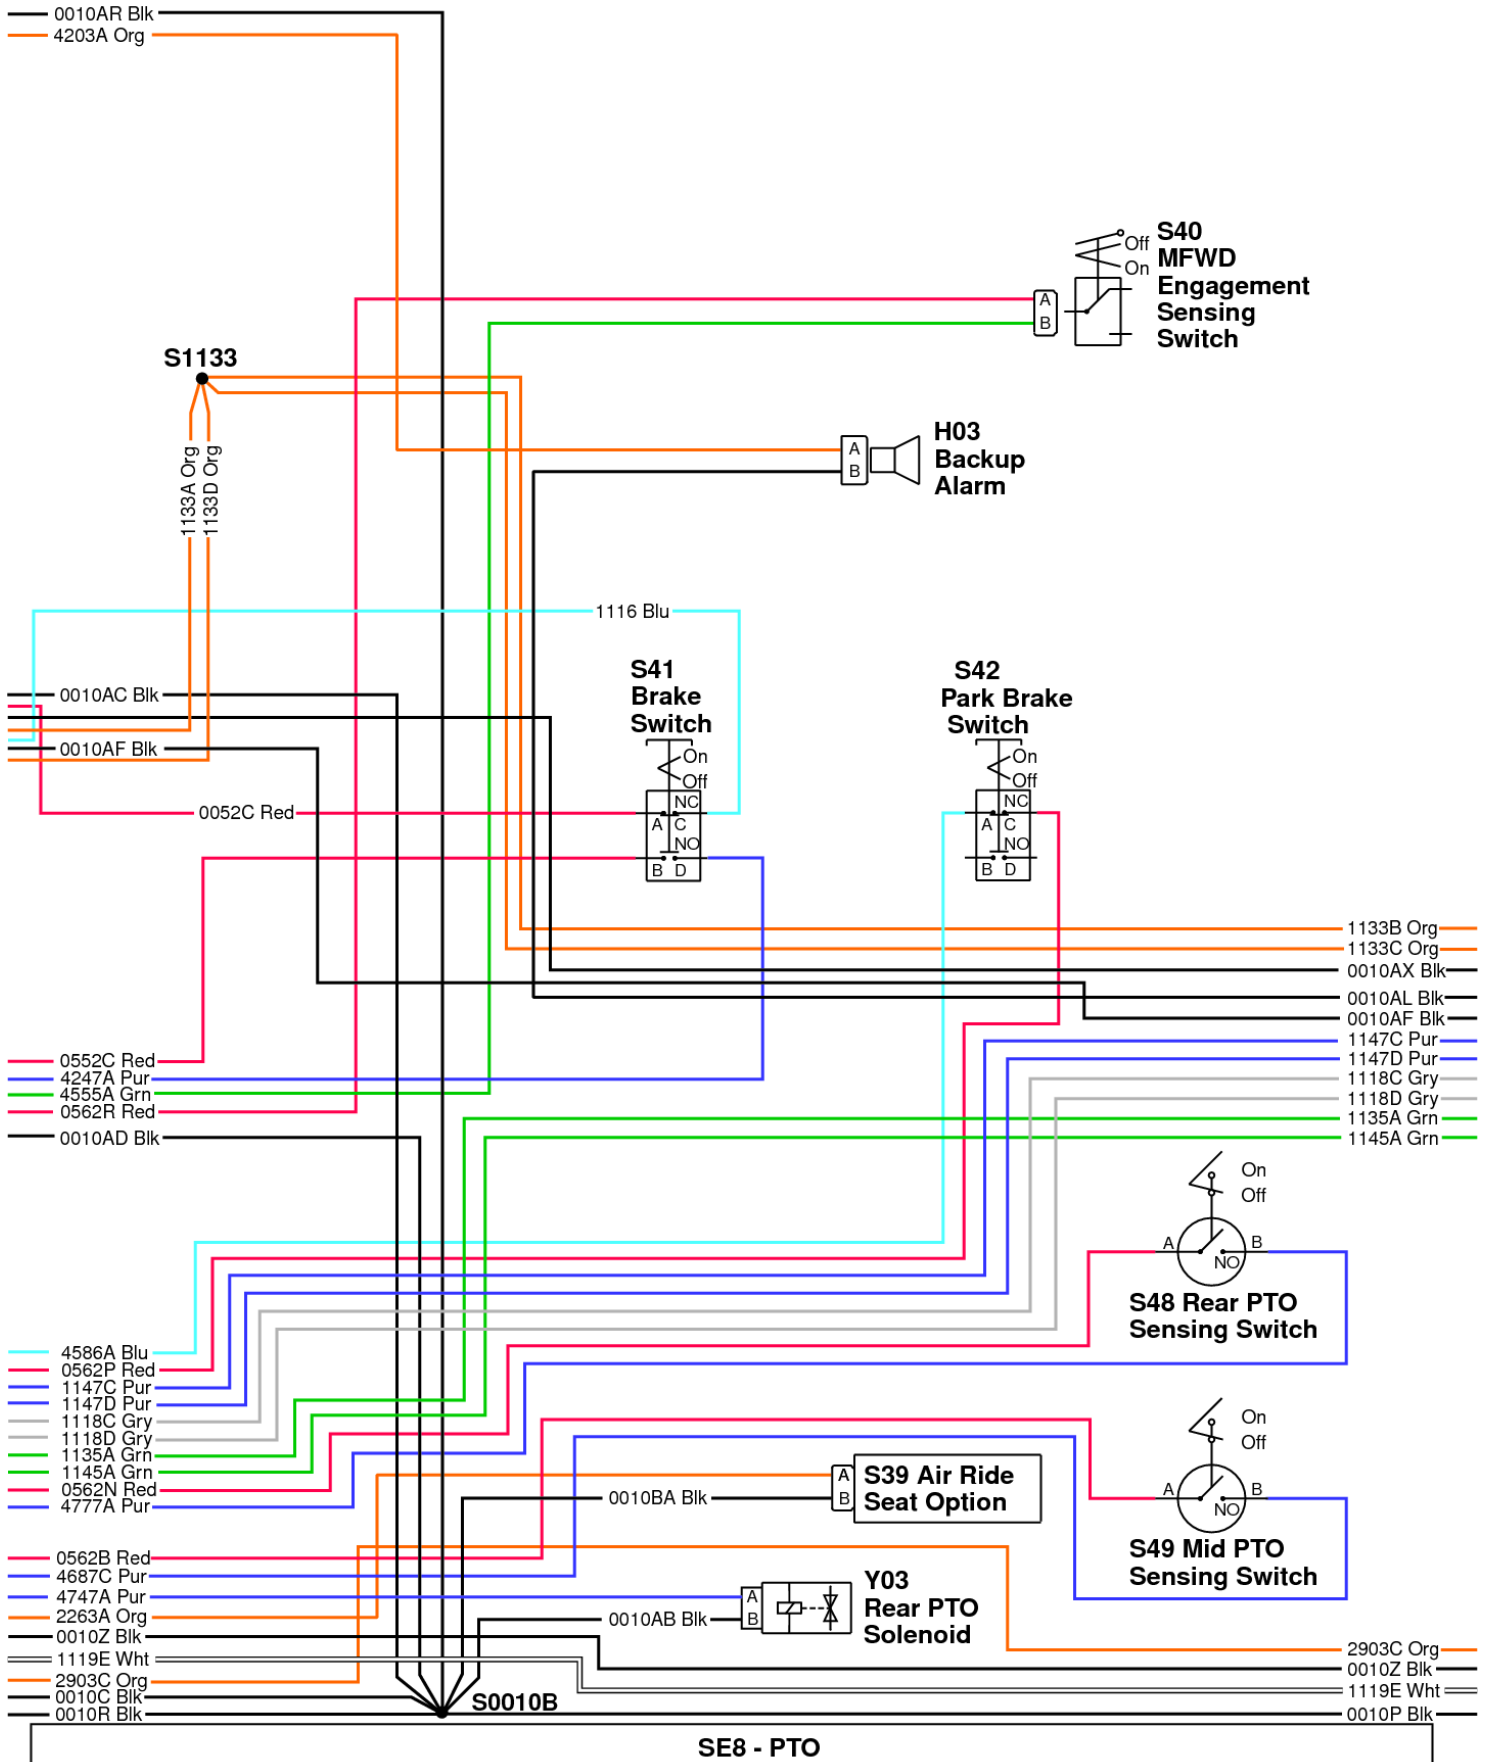 0010AR Blk
4203A Org
S40
MFWD
Engagement
Sensing
Switch
Off
On
A
B
S1133
1133A Org
1133D Org
H03
Backup
Alarm
A
B
1116 Blu
S41
Brake
Switch
On
Off
NC
A C
NO
B D
S42
Park Brake
Switch
On
Off
NC
A C
NO
B D
0010AC Blk
0010AF Blk
0052C Red
1133B Org
1133C Org
0010AX Blk
0010AL Blk
0010AF Blk
1147C Pur
1147D Pur
1118C Gry
1118D Gry
1135A Grn
1145A Grn
0552C Red
4247A Pur
4555A Grn
0562R Red
0010AD Blk
On
Off
A
B
NO
S48 Rear PTO
Sensing Switch
4586A Blu
0562P Red
1147C Pur
1147D Pur
1118C Gry
1118D Gry
1135A Grn
1145A Grn
0562N Red
4777A Pur
On
Off
A
B
NO
S49 Mid PTO
Sensing Switch
A
B
S39 Air Ride
Seat Option
0010BA Blk
0562B Red
4687C Pur
4747A Pur
2263A Org
0010Z Blk
1119E Wht
2903C Org
0010C Blk
0010R Blk
0010AB Blk
A
B
Y03
Rear PTO
Solenoid
S0010B
2903C Org
0010Z Blk
1119E Wht
0010P Blk
SE8 - PTO